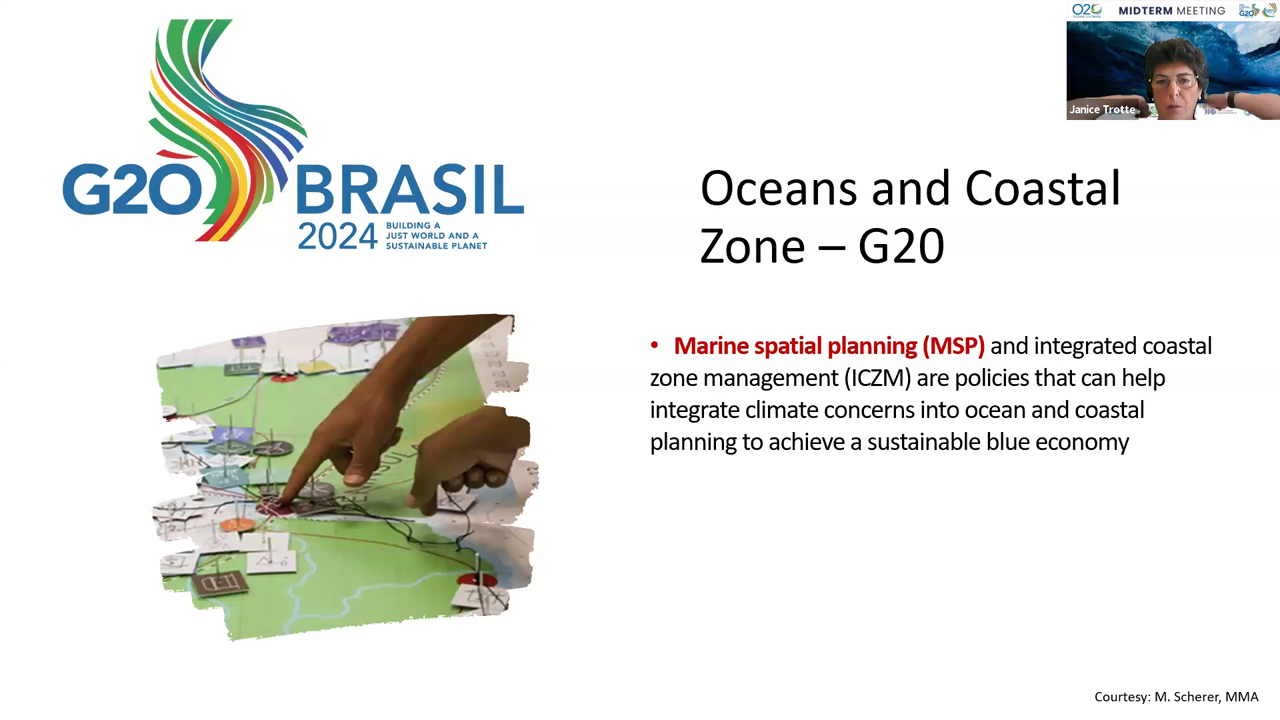 O20
MIDTERM MEETING
G20
Janice Trotte
G20 BRASIL
2024
BUILDING A
JUST WORLD AND A
SUSTAINABLE PLANET
Oceans and Coastal
Zone – G20
• Marine spatial planning (MSP) and integrated coastal
zone management (ICZM) are policies that can help
integrate climate concerns into ocean and coastal
planning to achieve a sustainable blue economy
Courtesy: M. Scherer, MMA